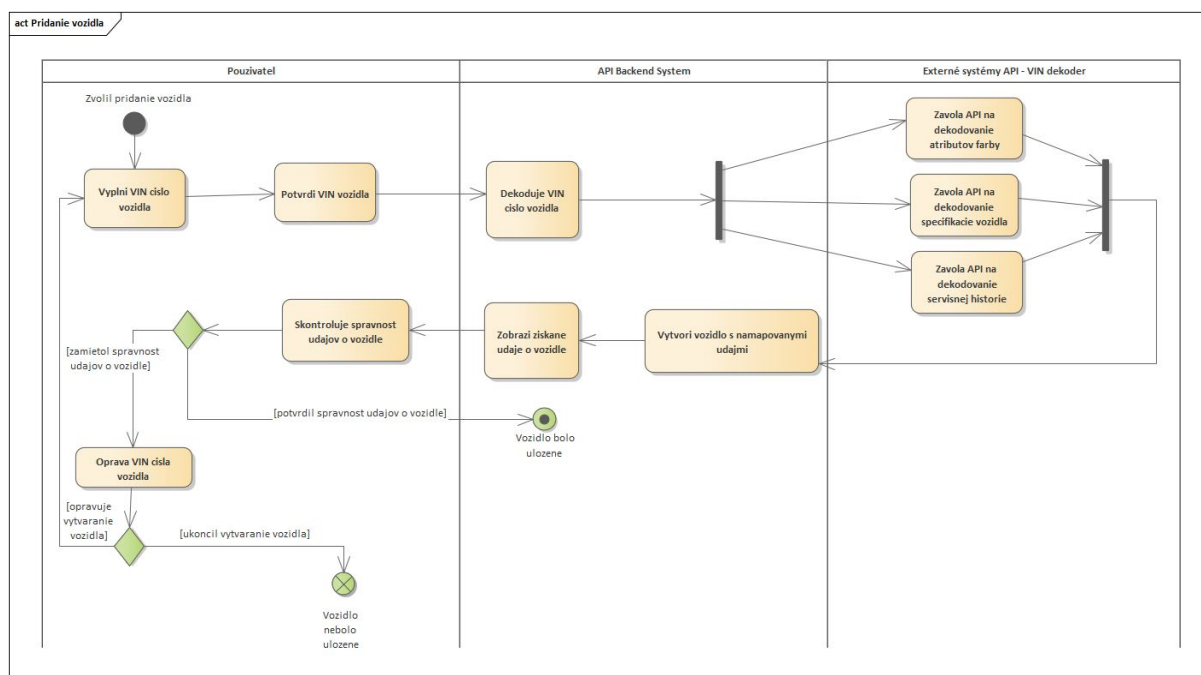 act Pridanie vozidla
Pouzivatel
API Backend System
Externé systémy API - VIN dekoder
Zvolil pridanie vozidla
Vyplni VIN cislo
vozidla
Potvrdi VIN vozidla
Dekoduje VIN
cislo vozidla
Zavola API na
dekodovanie
atributov farby
Zavola API na
dekodovanie
specifikacie vozidla
Zavola API na
dekodovanie
servisnej historie
Skontroluje spravnost
udajov o vozidle
Zobrazi ziskane
udaje o vozidle
Vytvori vozidlo s namapovanymi
udajmi
[zamietol spravnost
udajov o vozidle]
[potvrdil spravnost udajov o vozidle]
Vozidlo bolo
ulozene
Oprava VIN cisla
vozidla
[opravuje
vytvaranie
vozidla]
[ukoncil vytvaranie vozidla]
Vozidlo
nebolo
ulozene